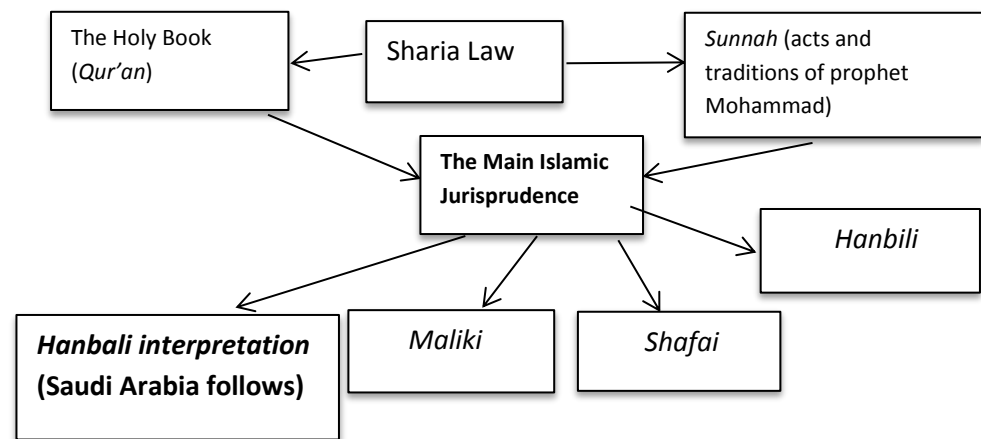 The Holy Book
(Qur’an)
Sharia Law
Sunnah (acts and
traditions of prophet
Mohammad)
The Main Islamic
Jurisprudence
Hanbili
Hanbali interpretation
(Saudi Arabia follows)
Maliki
Shafai